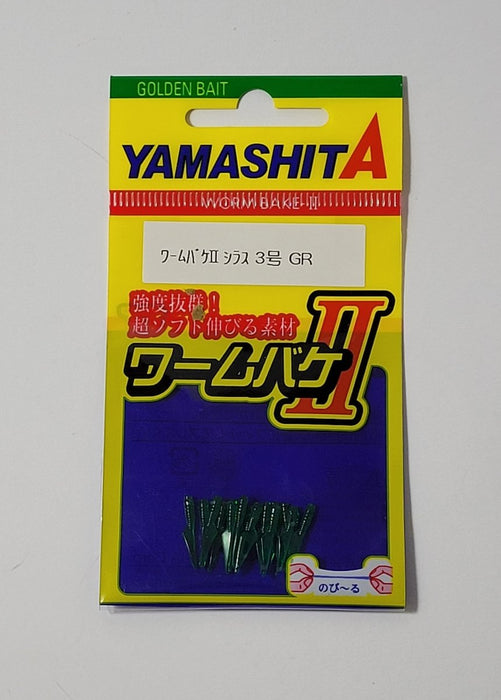 GOLDEN BAIT
YAMASHITA
WORM BAKE-II
ﾜｰﾑﾊﾞｹII ｼﾗｽ 3号 GR
強度抜群!
超ソフト伸びる素材
ワームバケII
のび〜る